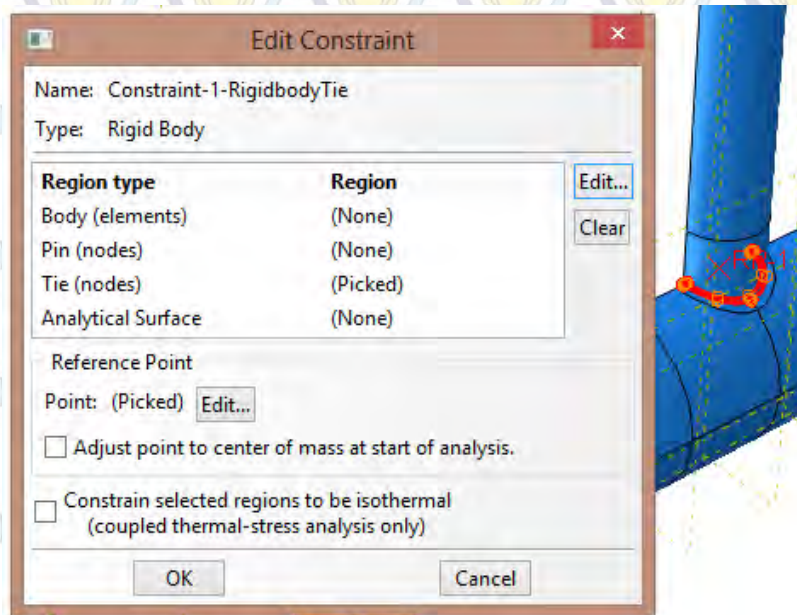 Edit Constraint
Name: Constraint-1-RigidbodyTie
Type: Rigid Body
Region type Region Edit...
Body (elements) (None)
Clear
Pin (nodes) (None)
Tie (nodes) (Picked)
Analytical Surface (None)
Reference Point
Point: (Picked) Edit...
Adjust point to center of mass at start of analysis.
Constrain selected regions to be isothermal
(coupled thermal-stress analysis only)
OK Cancel